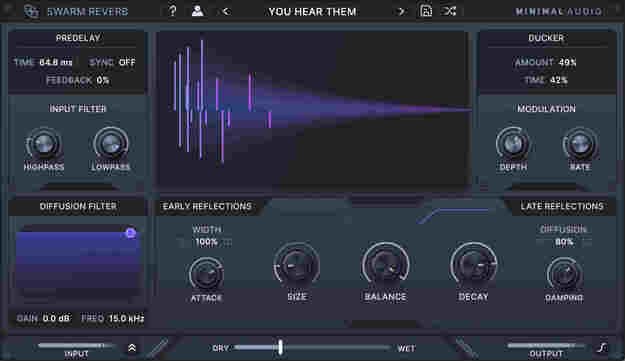 SWARM REVERB
?
YOU HEAR THEM
MINIMAL AUDIO
PREDELAY
TIME 64.8 ms SYNC OFF
FEEDBACK 0%
INPUT FILTER
HIGHPASS LOWPASS
DUCKER
AMOUNT 49%
TIME 42%
MODULATION
DEPTH RATE
DIFFUSION FILTER
GAIN 0.0 dB FREQ 15.0 kHz
EARLY REFLECTIONS
LATE REFLECTIONS
WIDTH
100%
ATTACK
SIZE
BALANCE
DECAY
DIFFUSION
80%
DAMPING
INPUT
DRY
WET
OUTPUT